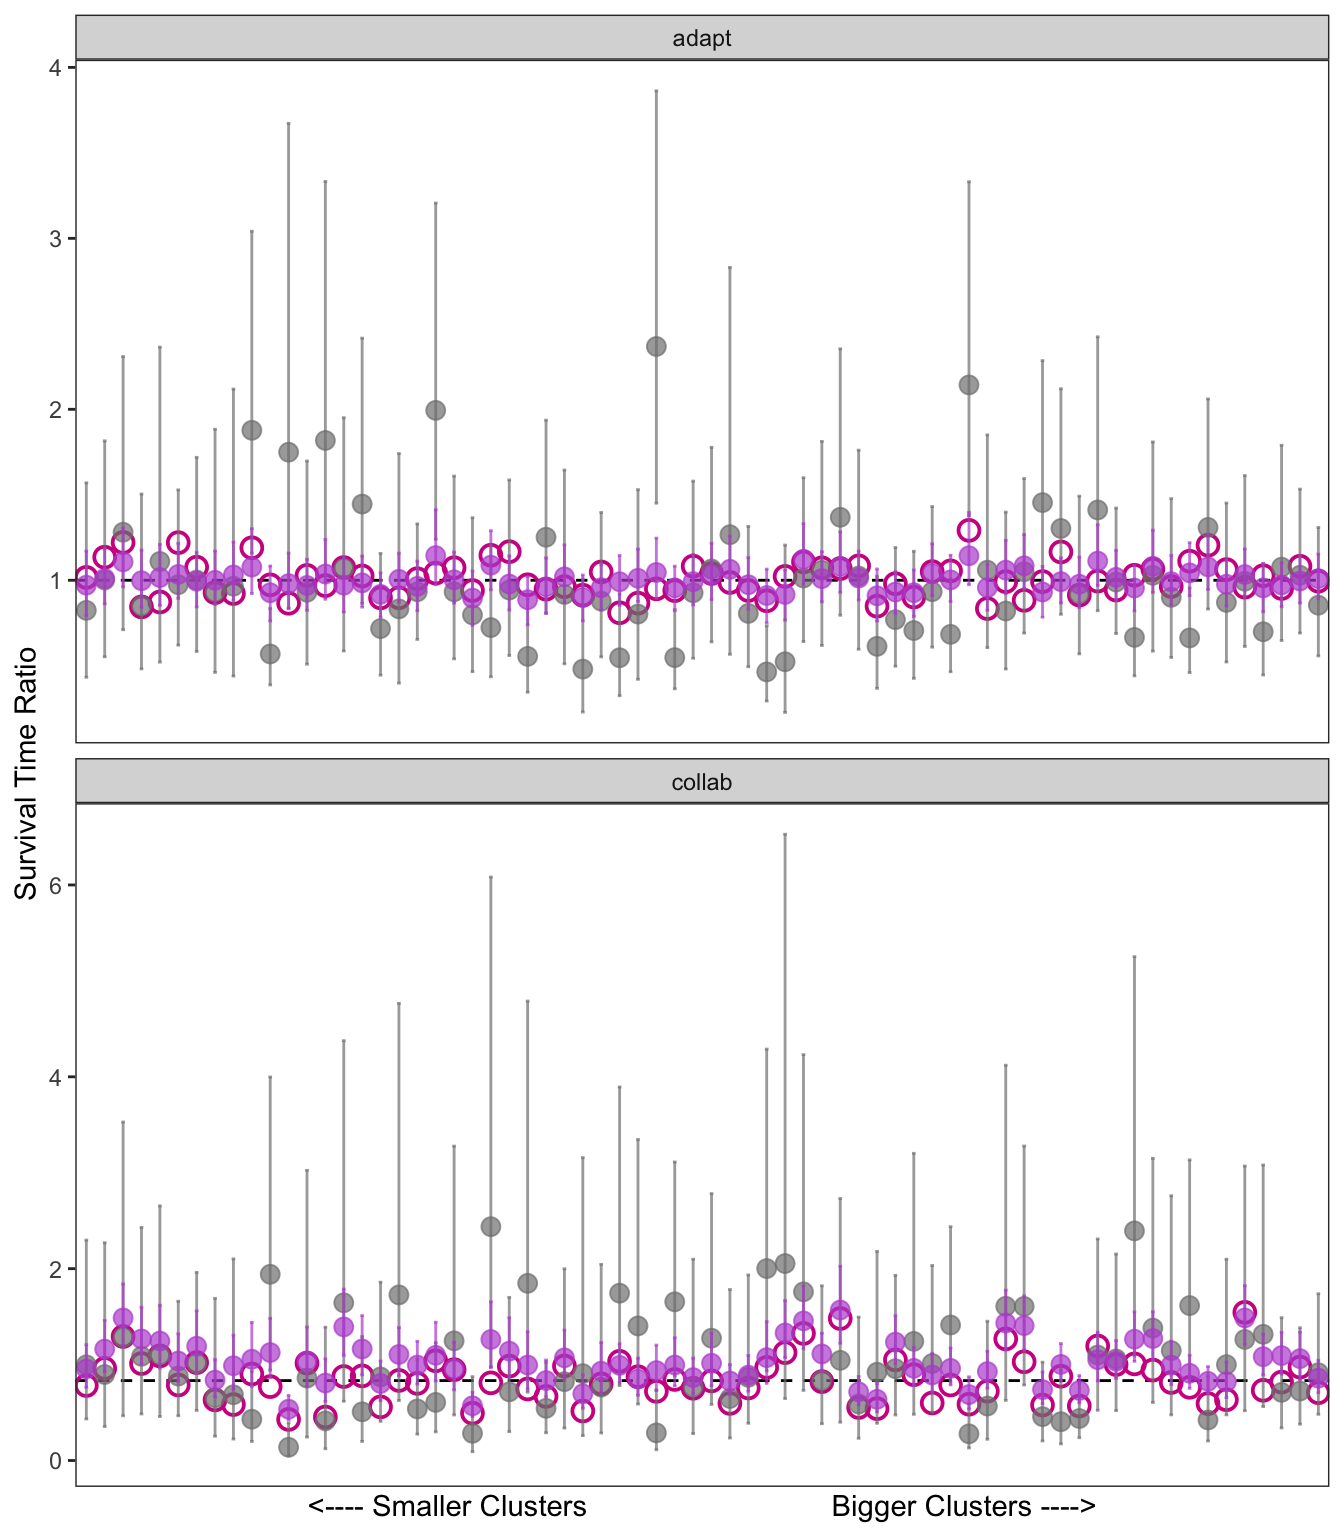 adapt
4
3
2
1
Survival Time Ratio
collab
6
4
2
0
<---- Smaller Clusters Bigger Clusters ---->